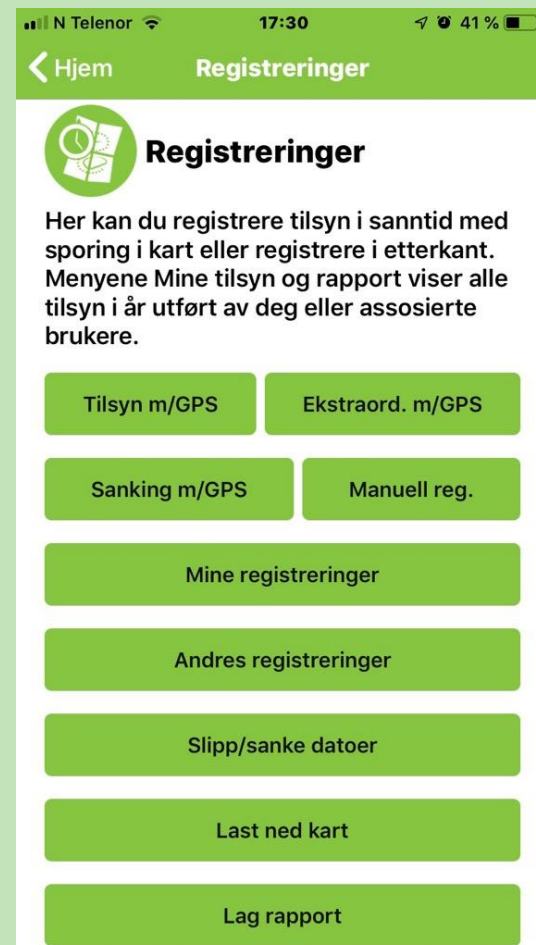 N Telenor 17:30 41 %
Hjem Registreringer
Registreringer
Her kan du registrere tilsyn i sanntid med
sporing i kart eller registrere i etterkant.
Menyene Mine tilsyn og rapport viser alle
tilsyn i år utført av deg eller assosierte
brukere.
Tilsyn m/GPS Ekstraord. m/GPS
Sanking m/GPS Manuell reg.
Mine registreringer
Andres registreringer
Slipp/sanke datoer
Last ned kart
Lag rapport